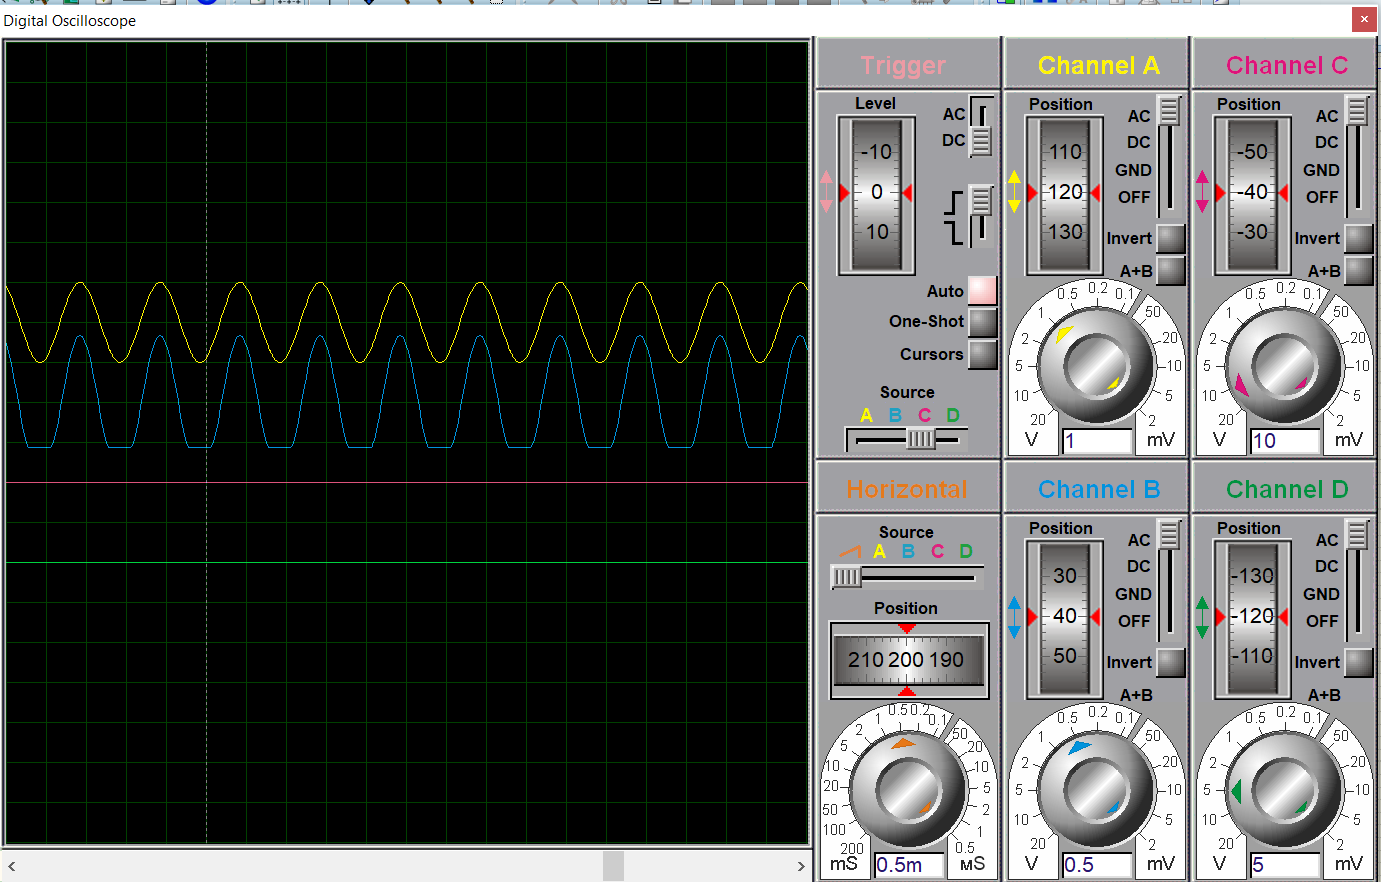 Digital Oscilloscope
Trigger
Level
AC
DC
-10
0
10
Auto
One-Shot
Cursors
Source
A B C D
Channel A
Position
AC
DC
GND
OFF
110
120
130
Invert
A+B
0.5 0.2 0.1
1 50
2 20
5 10
10 5
20 2
V 1 mV
Channel C
Position
AC
DC
GND
OFF
-50
-40
-30
Invert
A+B
0.5 0.2 0.1
1 50
2 20
5 10
10 5
20 2
V 10 mV
Horizontal
Source
A B C D
Position
210 200 190
0.5 0.2 0.1
1 50
2 20
5 10
10 5
20 2
50 1
100 0.5
200
mS 0.5m мS
Channel B
Position
AC
DC
GND
OFF
30
40
50
Invert
A+B
0.5 0.2 0.1
1 50
2 20
5 10
10 5
20 2
V 0.5 mV
Channel D
Position
AC
DC
GND
OFF
-130
-120
-110
Invert
A+B
0.5 0.2 0.1
1 50
2 20
5 10
10 5
20 2
V 5 mV